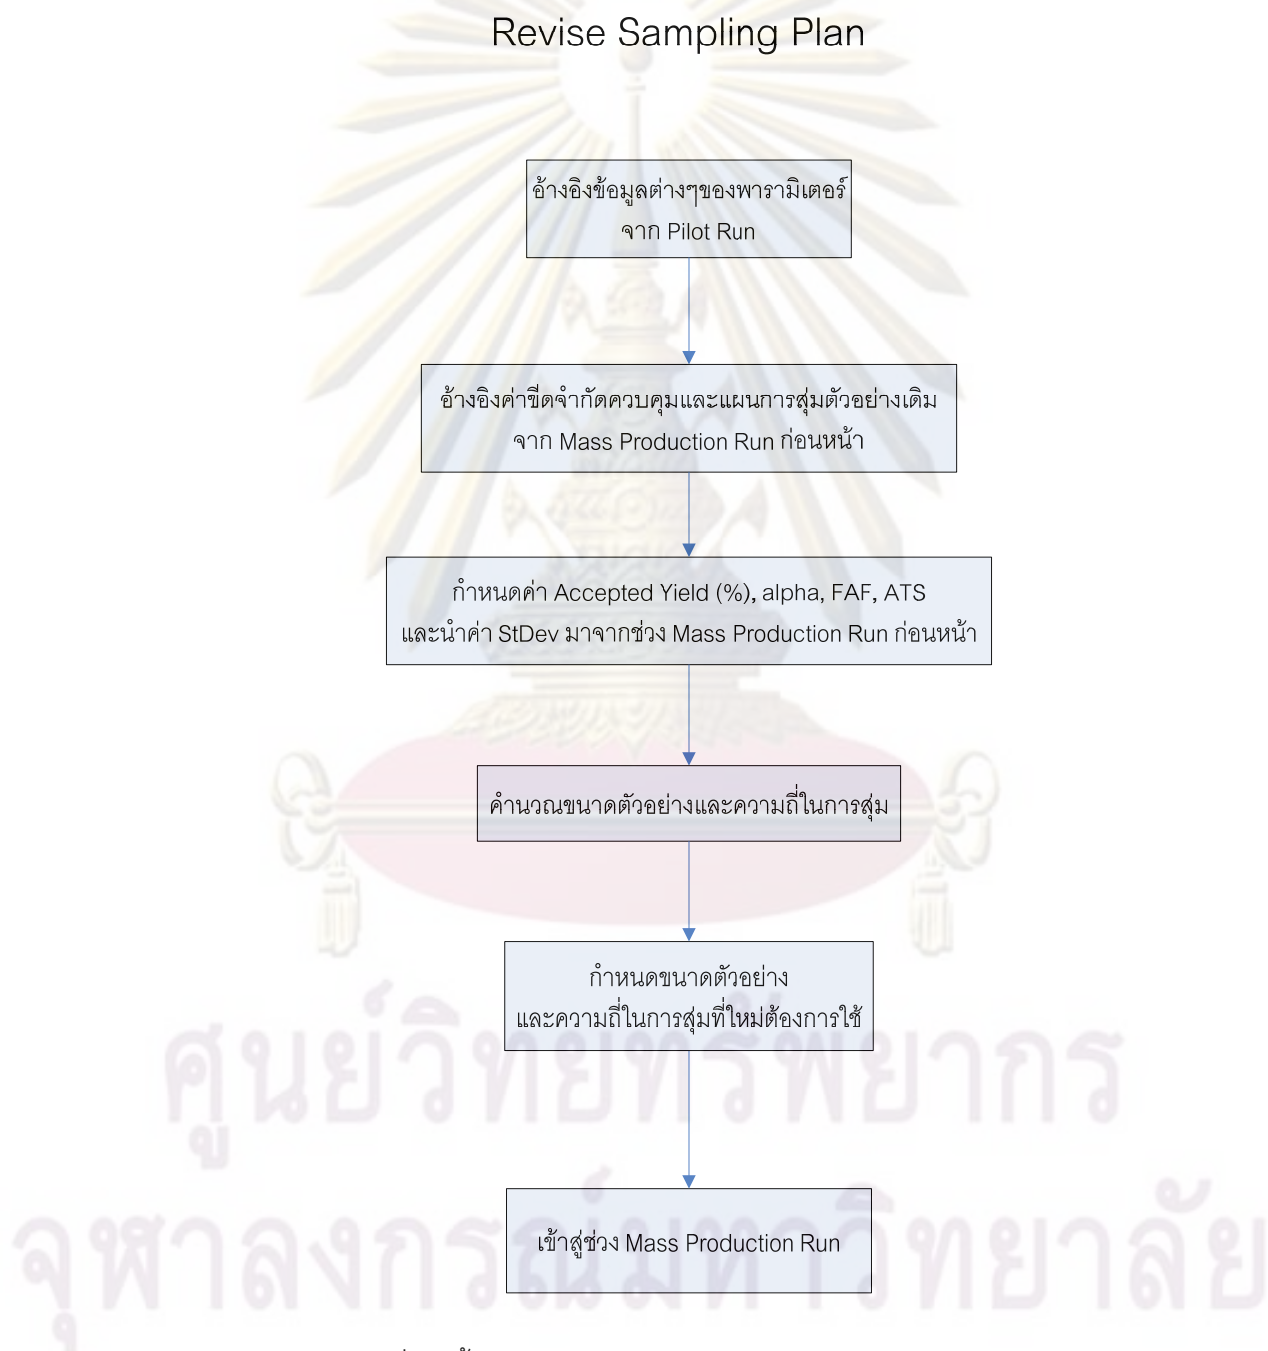 Revise Sampling Plan
อ้างอิงข้อมูลต่างๆของพารามิเตอร์
จาก Pilot Run
อ้างอิงค่าขีดจำกัดควบคุมและแผนการสุ่มตัวอย่างเดิม
จาก Mass Production Run ก่อนหน้า
กำหนดค่า Accepted Yield (%), alpha, FAF, ATS
และนำค่า StDev มาจากช่วง Mass Production Run ก่อนหน้า
คำนวณขนาดตัวอย่างและความถี่ในการสุ่ม
กำหนดขนาดตัวอย่าง
และความถี่ในการสุ่มที่ใหม่ต้องการใช้
ศูนย์วิทยทรัพยากร
เข้าสู่ช่วง Mass Production Run
จุฬาลงกรณ์มหาวิทยาลัย